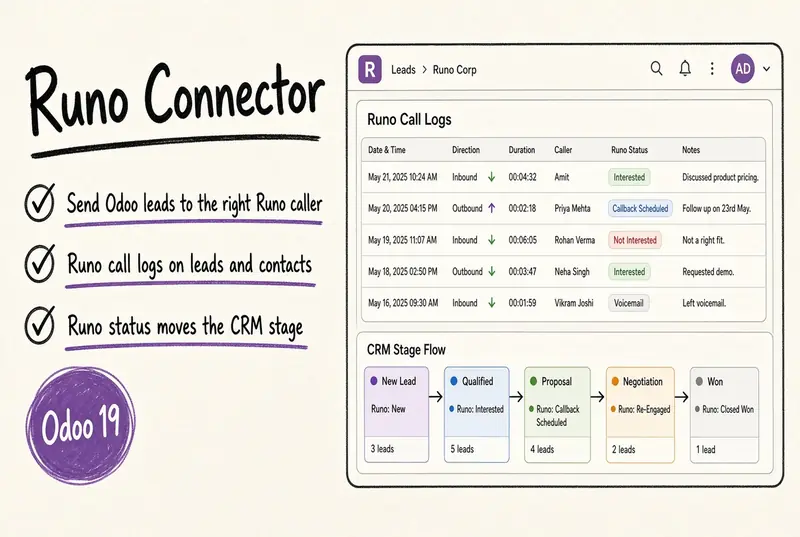 Runo Connector
Send Odoo leads to the right Runo caller
Runo call logs on leads and contacts
Runo status moves the CRM stage
Odoo 19
R Leads > Runo Corp AD
Runo Call Logs
Date & Time Direction Duration Caller Runo Status Notes
May 21, 2025 10:24 AM Inbound ↓ 00:04:32 Amit Interested Discussed product pricing.
May 20, 2025 04:15 PM Outbound ↑ 00:02:18 Priya Mehta Callback Scheduled Follow up on 23rd May.
May 19, 2025 11:07 AM Inbound ↓ 00:06:05 Rohan Verma Not Interested Not a right fit.
May 18, 2025 02:50 PM Outbound ↓ 00:03:47 Neha Singh Interested Requested demo.
May 16, 2025 09:30 AM Inbound ↓ 00:01:59 Vikram Joshi Voicemail Left voicemail.
CRM Stage Flow
New Lead
Runo: New
3 leads
Qualified
Runo: Interested
5 leads
Proposal
Runo: Callback
Scheduled
4 leads
Negotiation
Runo: Re-Engaged
2 leads
Won
Runo: Closed Won
1 lead